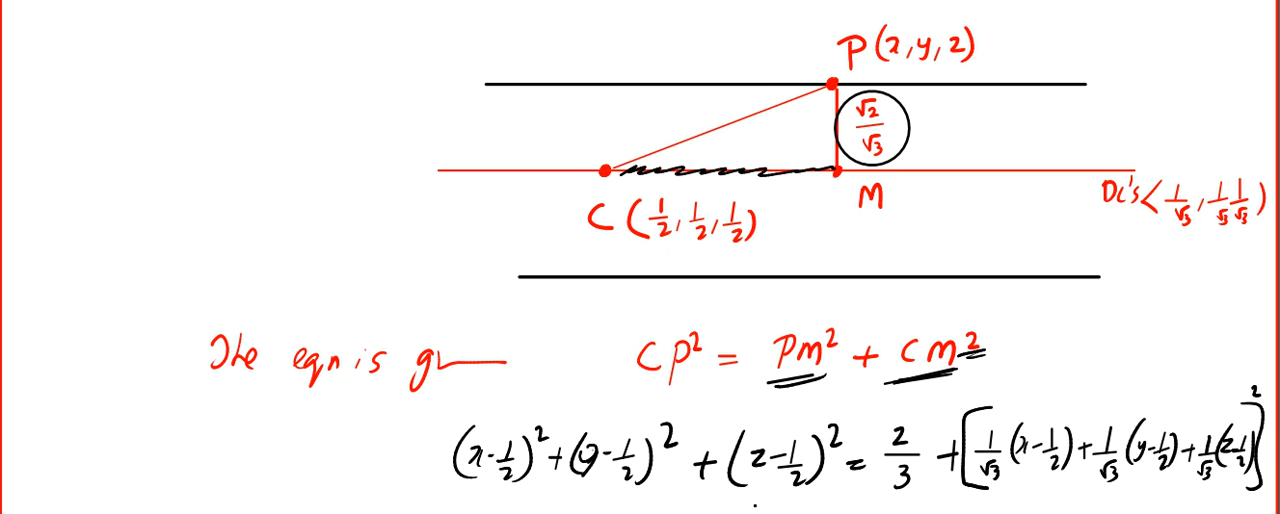 P(x,y,z)
√2/√3
M
Dc's < 1/√3, 1/√3 1/√3 )
C (1/2, 1/2, 1/2)
The eqn is CP² = PM² + CM²
(x-1/2)² + (y-1/2)² + (z-1/2)² = 2/3 + [1/√3 (x-1/2) + 1/√3 (y-1/2) + 1/√3 (z-1/2)]²